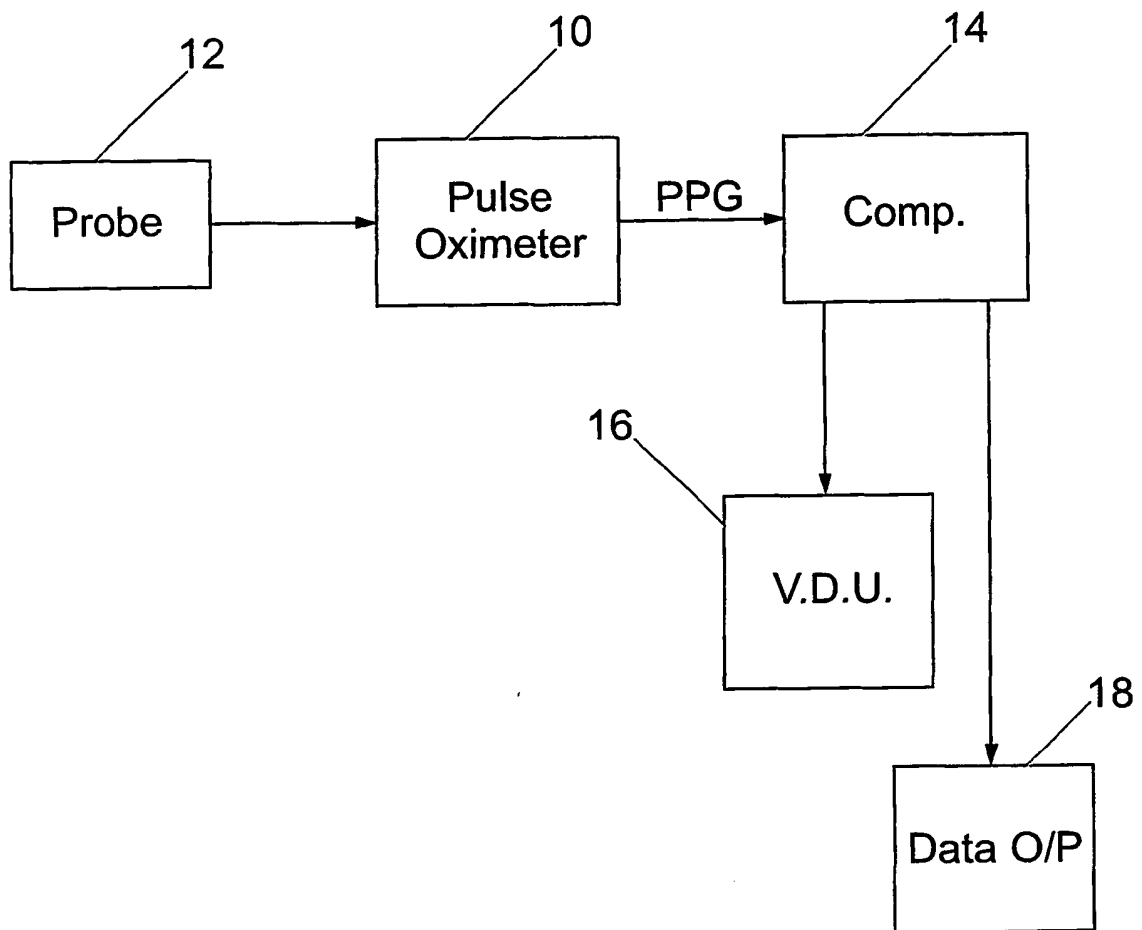 12
10
14
Probe
Pulse
Oximeter
PPG
Comp.
16
V.D.U.
18
Data O/P